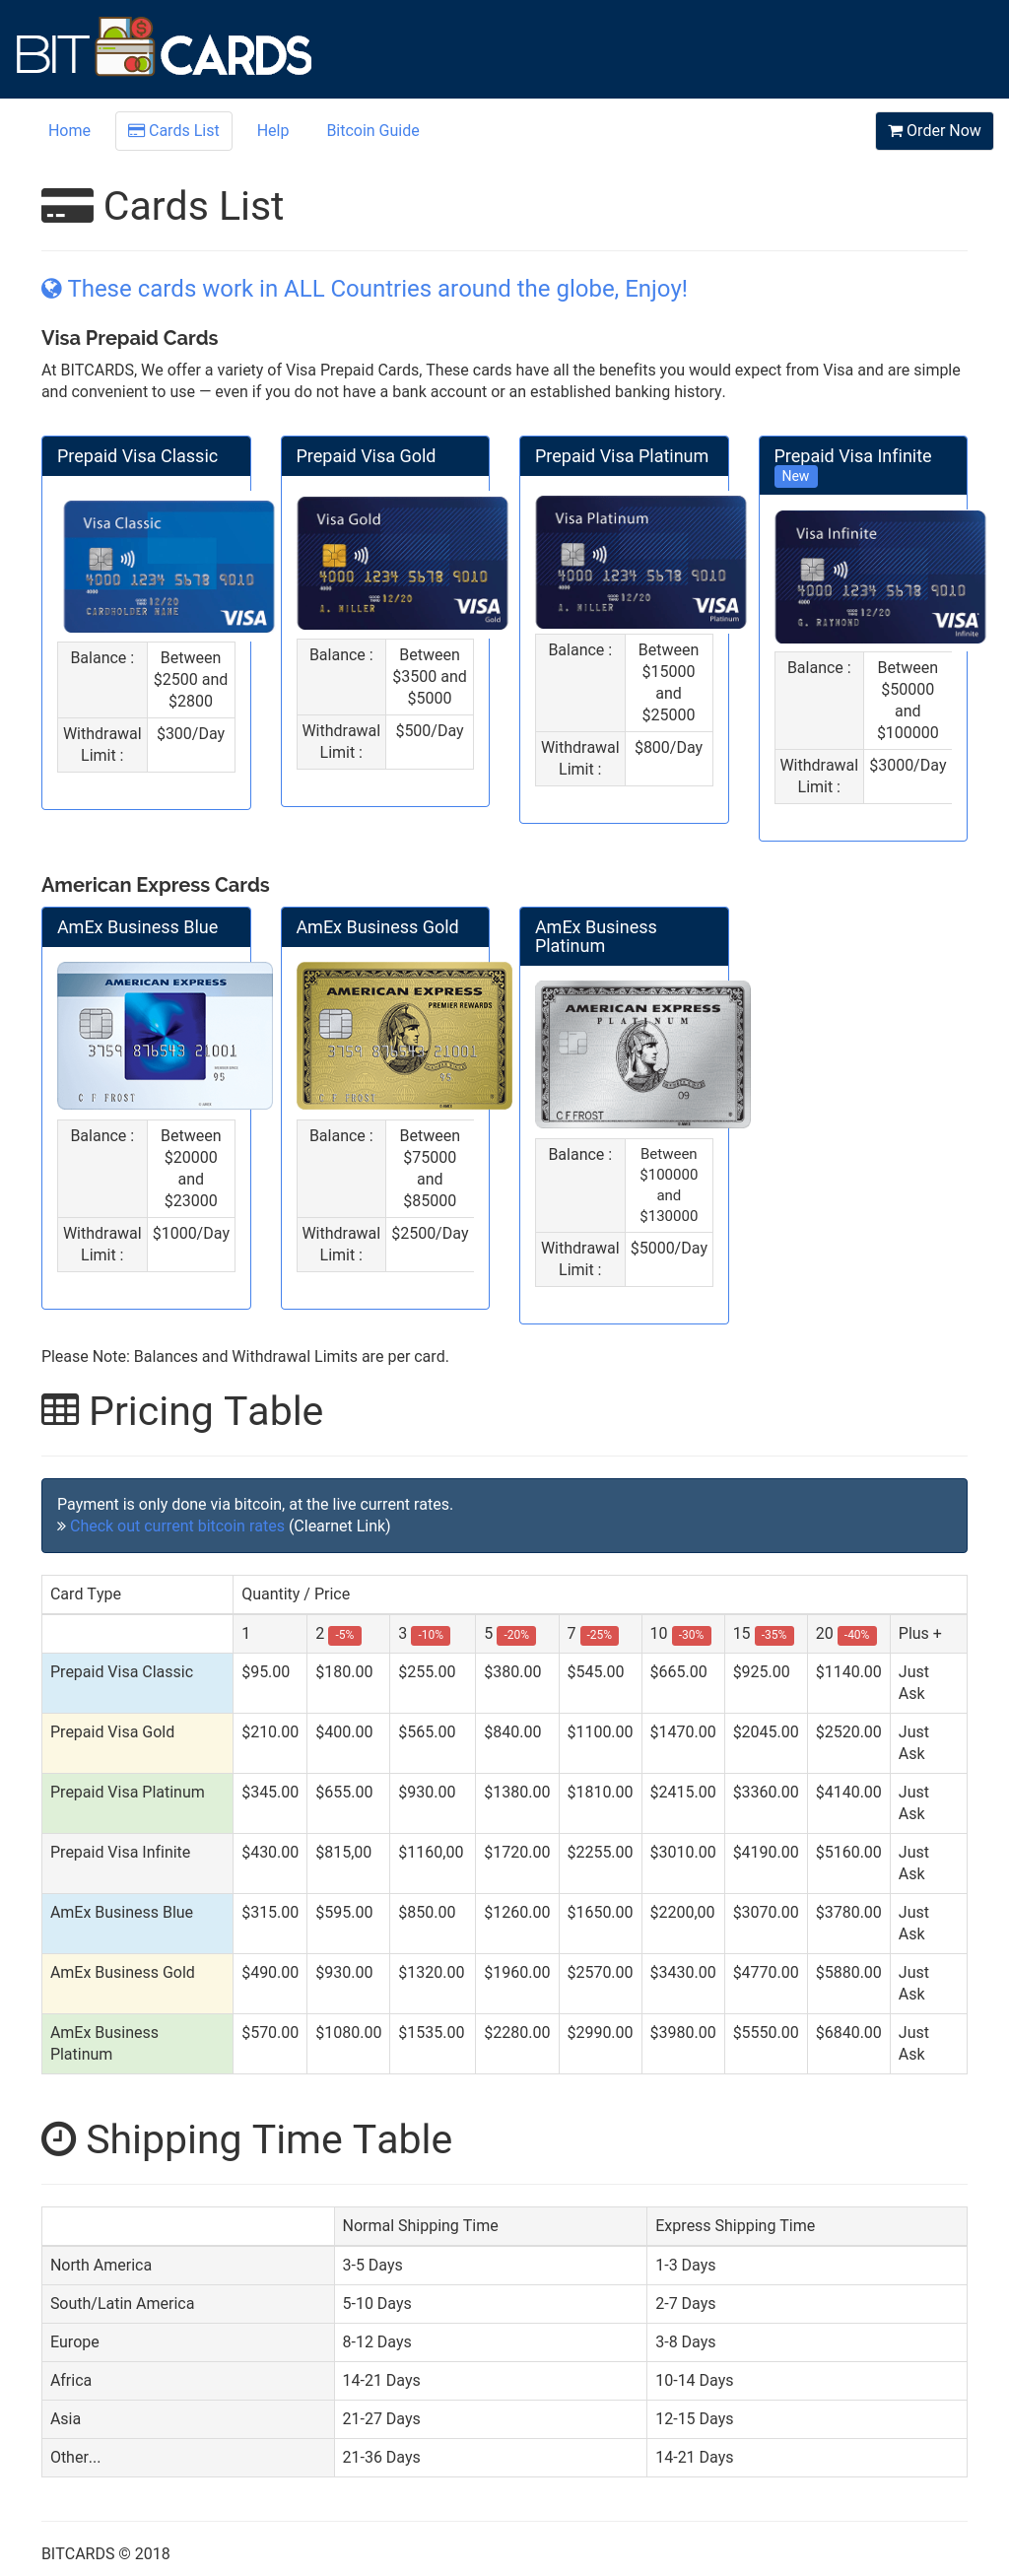 BIT CARDS
Home Cards List Help Bitcoin Guide Order Now
Cards List
These cards work in ALL Countries around the globe, Enjoy!
Visa Prepaid Cards
At BITCARDS, We offer a variety of Visa Prepaid Cards, These cards have all the benefits you would expect from Visa and are simple
and convenient to use — even if you do not have a bank account or an established banking history.
Prepaid Visa Classic
Visa Classic
4000 1234 5678 9010
4000
12/20
CARDHOLDER NAME
VISA
Balance : Between
$2500 and
$2800
Withdrawal $300/Day
Limit :
Prepaid Visa Gold
Visa Gold
4000 1234 5678 9010
4000
12/20
A. MILLER
VISA
Gold
Balance : Between
$3500 and
$5000
Withdrawal $500/Day
Limit :
Prepaid Visa Platinum
Visa Platinum
4000 1234 5678 9010
4000
12/20
A. MILLER
VISA
Platinum
Balance : Between
$15000
and
$25000
Withdrawal $800/Day
Limit :
Prepaid Visa Infinite
New
Visa Infinite
4000 1234 5678 9010
4000
12/20
G. RAYMOND
VISA
Infinite
Balance : Between
$50000
and
$100000
Withdrawal $3000/Day
Limit :
American Express Cards
AmEx Business Blue
AMERICAN EXPRESS
3759 876543 21001
95
C F FROST
Balance : Between
$20000
and
$23000
Withdrawal $1000/Day
Limit :
AmEx Business Gold
AMERICAN EXPRESS
PREMIER REWARDS
3759 876543 21001
95
C F FROST
Balance : Between
$75000
and
$85000
Withdrawal $2500/Day
Limit :
AmEx Business
Platinum
AMERICAN EXPRESS
PLATINUM
09
C F FROST
Balance : Between
$100000
and
$130000
Withdrawal $5000/Day
Limit :
Please Note: Balances and Withdrawal Limits are per card.
Pricing Table
Payment is only done via bitcoin, at the live current rates.
» Check out current bitcoin rates (Clearnet Link)
Card Type Quantity / Price
1 2 -5% 3 -10% 5 -20% 7 -25% 10 -30% 15 -35% 20 -40% Plus +
Prepaid Visa Classic $95.00 $180.00 $255.00 $380.00 $545.00 $665.00 $925.00 $1140.00 Just
Ask
Prepaid Visa Gold $210.00 $400.00 $565.00 $840.00 $1100.00 $1470.00 $2045.00 $2520.00 Just
Ask
Prepaid Visa Platinum $345.00 $655.00 $930.00 $1380.00 $1810.00 $2415.00 $3360.00 $4140.00 Just
Ask
Prepaid Visa Infinite $430.00 $815,00 $1160,00 $1720.00 $2255.00 $3010.00 $4190.00 $5160.00 Just
Ask
AmEx Business Blue $315.00 $595.00 $850.00 $1260.00 $1650.00 $2200,00 $3070.00 $3780.00 Just
Ask
AmEx Business Gold $490.00 $930.00 $1320.00 $1960.00 $2570.00 $3430.00 $4770.00 $5880.00 Just
Ask
AmEx Business $570.00 $1080.00 $1535.00 $2280.00 $2990.00 $3980.00 $5550.00 $6840.00 Just
Platinum Ask
Shipping Time Table
Normal Shipping Time Express Shipping Time
North America 3-5 Days 1-3 Days
South/Latin America 5-10 Days 2-7 Days
Europe 8-12 Days 3-8 Days
Africa 14-21 Days 10-14 Days
Asia 21-27 Days 12-15 Days
Other... 21-36 Days 14-21 Days
BITCARDS © 2018